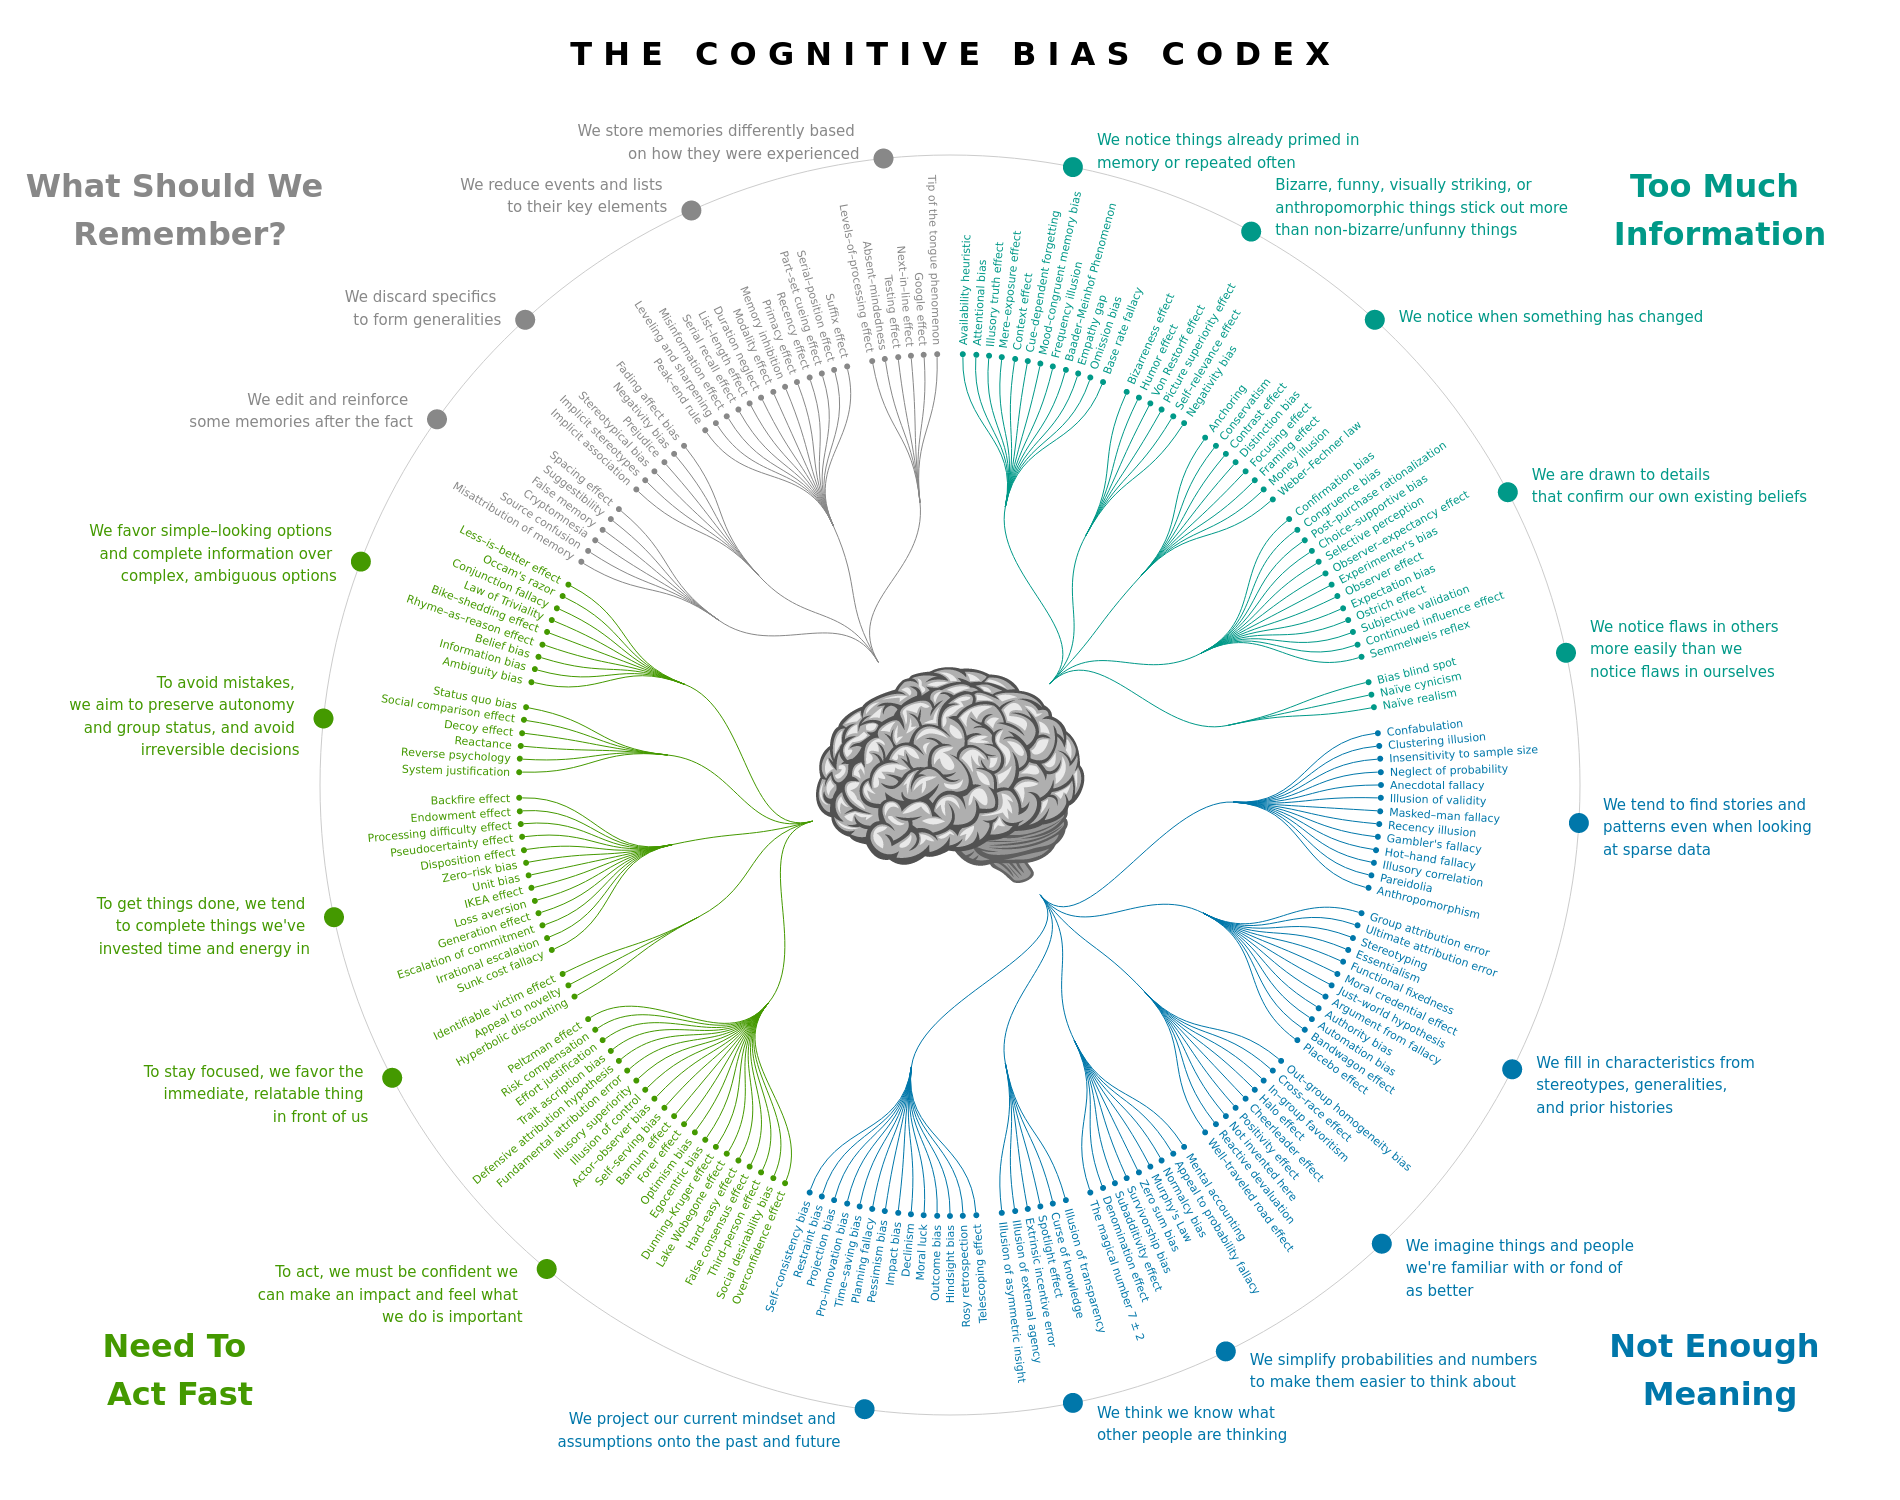 THE COGNITIVE BIAS CODEX
Too Much
Information
We notice things already primed in
memory or repeated often
Availability heuristic
Attentional bias
Illusory truth effect
Mere–exposure effect
Context effect
Cue–dependent forgetting
Mood–congruent memory bias
Frequency illusion
Baader–Meinhof Phenomenon
Empathy gap
Omission bias
Base rate fallacy
Bizarre, funny, visually striking, or
anthropomorphic things stick out more
than non-bizarre/unfunny things
Bizarreness effect
Humor effect
Von Restorff effect
Picture superiority effect
Self–relevance effect
Negativity bias
We notice when something has changed
Anchoring
Conservatism
Contrast effect
Distinction bias
Focusing effect
Framing effect
Money illusion
Weber–Fechner law
We are drawn to details
that confirm our own existing beliefs
Confirmation bias
Congruence bias
Post–purchase rationalization
Choice–supportive bias
Selective perception
Observer–expectancy effect
Experimenter's bias
Observer effect
Expectation bias
Ostrich effect
Subjective validation
Continued influence effect
Semmelweis reflex
We notice flaws in others
more easily than we
notice flaws in ourselves
Bias blind spot
Naïve cynicism
Naïve realism
Not Enough
Meaning
We tend to find stories and
patterns even when looking
at sparse data
Confabulation
Clustering illusion
Insensitivity to sample size
Neglect of probability
Anecdotal fallacy
Illusion of validity
Masked–man fallacy
Recency illusion
Gambler's fallacy
Hot–hand fallacy
Illusory correlation
Pareidolia
Anthropomorphism
We fill in characteristics from
stereotypes, generalities,
and prior histories
Group attribution error
Ultimate attribution error
Stereotyping
Essentialism
Functional fixedness
Moral credential effect
Just–world hypothesis
Argument from fallacy
Authority bias
Automation bias
Bandwagon effect
Placebo effect
We imagine things and people
we're familiar with or fond of
as better
Out–group homogeneity bias
Cross–race effect
In–group favoritism
Halo effect
Cheerleader effect
Positivity effect
Not invented here
Reactive devaluation
Well–traveled road effect
We simplify probabilities and numbers
to make them easier to think about
Mental accounting
Appeal to probability fallacy
Normalcy bias
Murphy's Law
Zero sum bias
Survivorship bias
Subadditivity effect
Denomination effect
The magical number 7 ± 2
We think we know what
other people are thinking
Illusion of transparency
Curse of knowledge
Spotlight effect
Extrinsic incentive error
Illusion of external agency
Illusion of asymmetric insight
We project our current mindset and
assumptions onto the past and future
Telescoping effect
Rosy retrospection
Hindsight bias
Outcome bias
Moral luck
Declinism
Impact bias
Pessimism bias
Planning fallacy
Time–saving bias
Pro–innovation bias
Projection bias
Restraint bias
Self–consistency bias
Need To
Act Fast
To act, we must be confident we
can make an impact and feel what
we do is important
Overconfidence effect
Social desirability bias
Third–person effect
False consensus effect
Hard–easy effect
Lake Wobegone effect
Dunning–Kruger effect
Egocentric bias
Optimism bias
Forer effect
Barnum effect
Self–serving bias
Actor–observer bias
Illusion of control
Illusory superiority
Fundamental attribution error
Defensive attribution hypothesis
Trait ascription bias
Effort justification
Risk compensation
Peltzman effect
To stay focused, we favor the
immediate, relatable thing
in front of us
Hyperbolic discounting
Appeal to novelty
Identifiable victim effect
To get things done, we tend
to complete things we've
invested time and energy in
Sunk cost fallacy
Irrational escalation
Escalation of commitment
Generation effect
Loss aversion
IKEA effect
Unit bias
Zero–risk bias
Disposition effect
Pseudocertainty effect
Processing difficulty effect
Endowment effect
Backfire effect
To avoid mistakes,
we aim to preserve autonomy
and group status, and avoid
irreversible decisions
System justification
Reverse psychology
Reactance
Decoy effect
Social comparison effect
Status quo bias
We favor simple–looking options
and complete information over
complex, ambiguous options
Ambiguity bias
Information bias
Belief bias
Rhyme–as–reason effect
Bike–shedding effect
Law of Triviality
Conjunction fallacy
Occam's razor
Less–is–better effect
What Should We
Remember?
We edit and reinforce
some memories after the fact
Misattribution of memory
Source confusion
Cryptomnesia
False memory
Suggestibility
Spacing effect
We discard specifics
to form generalities
Implicit association
Implicit stereotypes
Stereotypical bias
Prejudice
Negativity bias
Fading affect bias
We reduce events and lists
to their key elements
Peak–end rule
Leveling and sharpening
Misinformation effect
Serial recall effect
List–length effect
Duration neglect
Modality effect
Memory inhibition
Primacy effect
Recency effect
Part–set cueing effect
Serial–position effect
Suffix effect
We store memories differently based
on how they were experienced
Levels–of–processing effect
Absent–mindedness
Testing effect
Next–in–line effect
Google effect
Tip of the tongue phenomenon